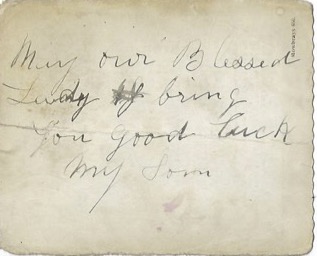 May our Blessed
Lady bring
You good luck
My Son